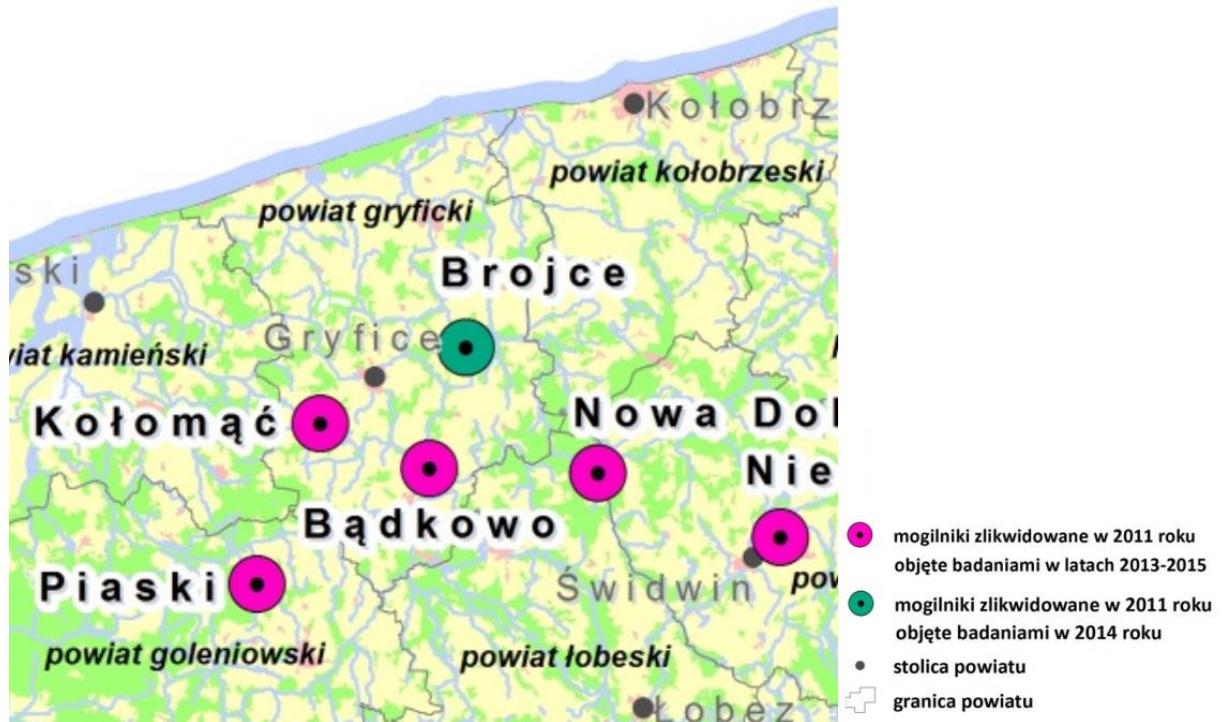 Kołobrz
powiat kołobrzeski
powiat gryficki
Brojce
ski
Gryfice
wiat kamieński
Kołomąć
Nowa Dol
Nie
Bądkowo
Piaski
Świdwin
pow
powiat goleniowski
powiat łobeski
Łobez
mogilniki zlikwidowane w 2011 roku
objęte badaniami w latach 2013-2015
mogilniki zlikwidowane w 2011 roku
objęte badaniami w 2014 roku
stolica powiatu
granica powiatu